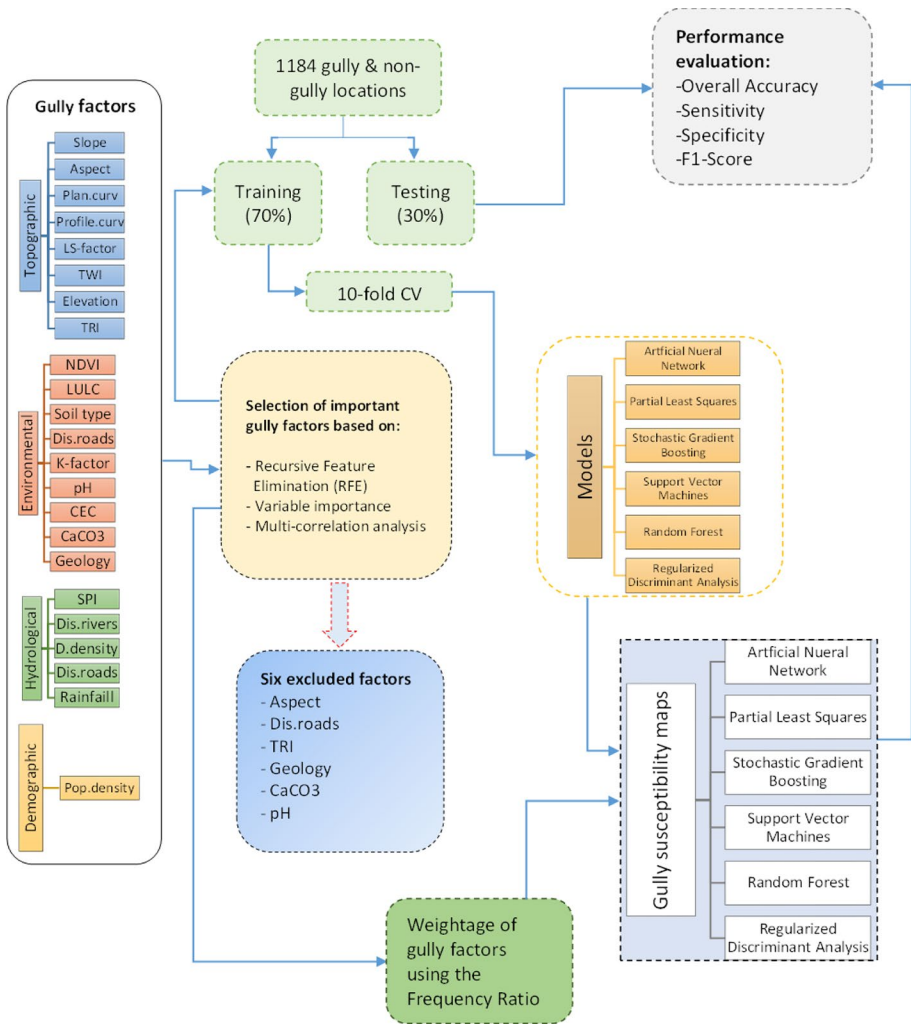 Gully factors
Topographic
Slope
Aspect
Plan.curv
Profile.curv
LS-factor
TWI
Elevation
TRI
Environmental
NDVI
LULC
Soil type
Dis.roads
K-factor
pH
CEC
CaCO3
Geology
Hydrological
SPI
Dis.rivers
D.density
Dis.roads
Rainfaill
Demographic
Pop.density
1184 gully & non-
gully locations
Training
(70%)
Testing
(30%)
10-fold CV
Performance
evaluation:
-Overall Accuracy
-Sensitivity
-Specificity
-F1-Score
Selection of important
gully factors based on:
- Recursive Feature
Elimination (RFE)
- Variable importance
- Multi-correlation analysis
Six excluded factors
- Aspect
- Dis.roads
- TRI
- Geology
- CaCO3
- pH
Models
Artficial Nueral
Network
Partial Least Squares
Stochastic Gradient
Boosting
Support Vector
Machines
Random Forest
Regularized
Discriminant Analysis
Gully susceptibility maps
Artficial Nueral
Network
Partial Least Squares
Stochastic Gradient
Boosting
Support Vector
Machines
Random Forest
Regularized
Discriminant Analysis
Weightage of
gully factors
using the
Frequency Ratio